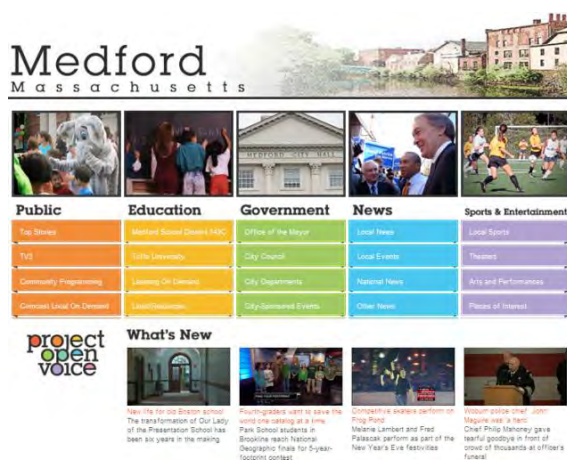 Medford
Massachusetts
MEDFORD CITY HALL
Public
Education
Government
News
Sports & Entertainment
Top Stories
Office of the Mayor
Local News
Local Sports
TV3
Tufts University
City Council
Local Events
Theaters
Community Programming
Learning On Demand
City Departments
National News
Arts and Performances
Comcast Local On Demand
Local Resources
City-Sponsored Events
Other News
Places of Interest
project
open
voice
What's New
New life for old Boston school
The transformation of Our Lady
of the Presentation School has
been six years in the making
Fourth-graders want to save the
world one catalog at a time
Park School students in
Brookline reach National
Geographic finals for 5-year-
footprint contest
Competitive skaters perform on
Frog Pond
Melanie Lambert and Fred
Palascak perform as part of the
New Year's Eve festivities
Woburn police chief: 'John
Maguire was a hero'
Chief Philip Mahoney gave
tearful goodbye in front of
crowd of thousands at officer's
funeral